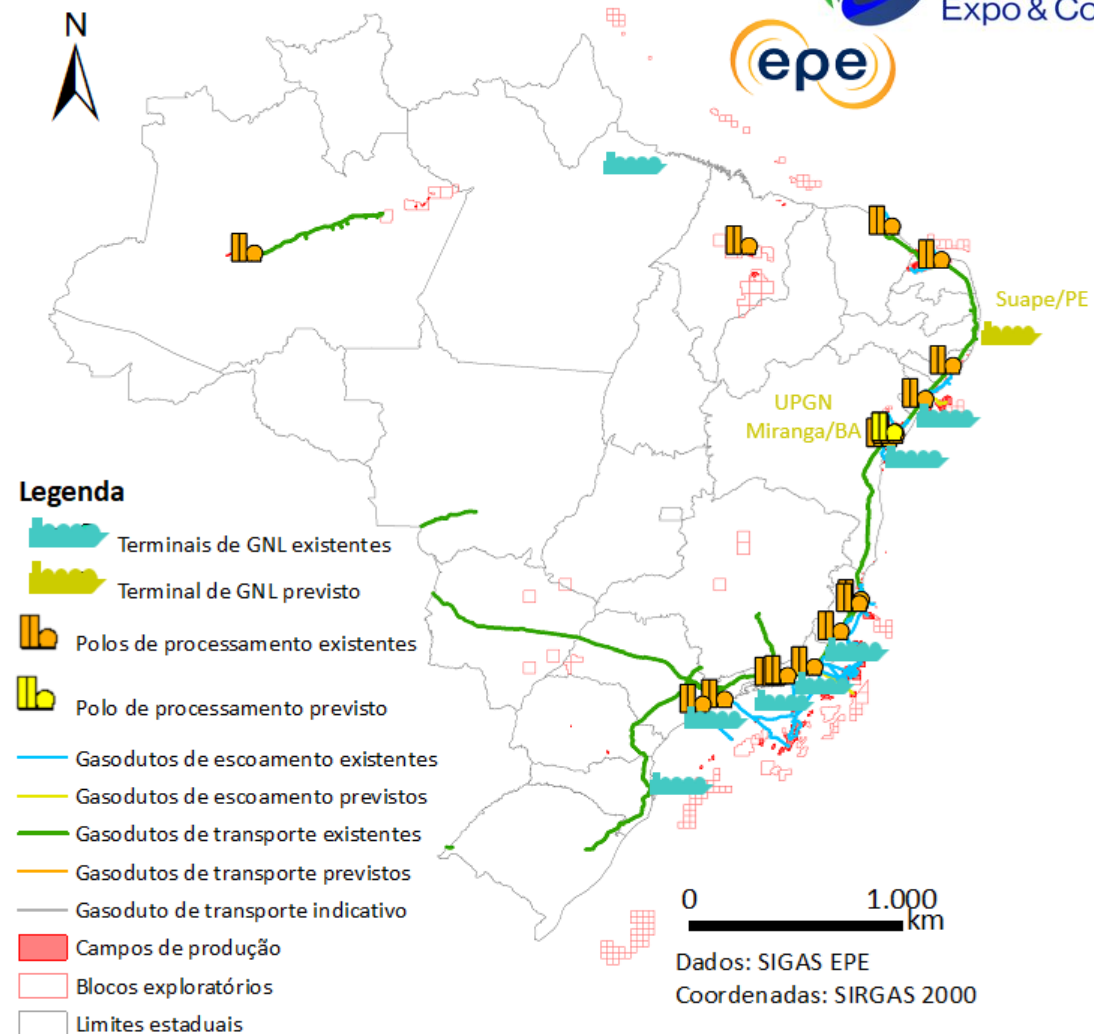 Expo & Co
N
epe
Suape/PE
UPGN
Miranga/BA
Legenda
Terminais de GNL existentes
Terminal de GNL previsto
Polos de processamento existentes
Polo de processamento previsto
Gasodutos de escoamento existentes
Gasodutos de escoamento previstos
Gasodutos de transporte existentes
Gasodutos de transporte previstos
Gasoduto de transporte indicativo
Campos de produção
Blocos exploratórios
Limites estaduais
0 1.000
km
Dados: SIGAS EPE
Coordenadas: SIRGAS 2000